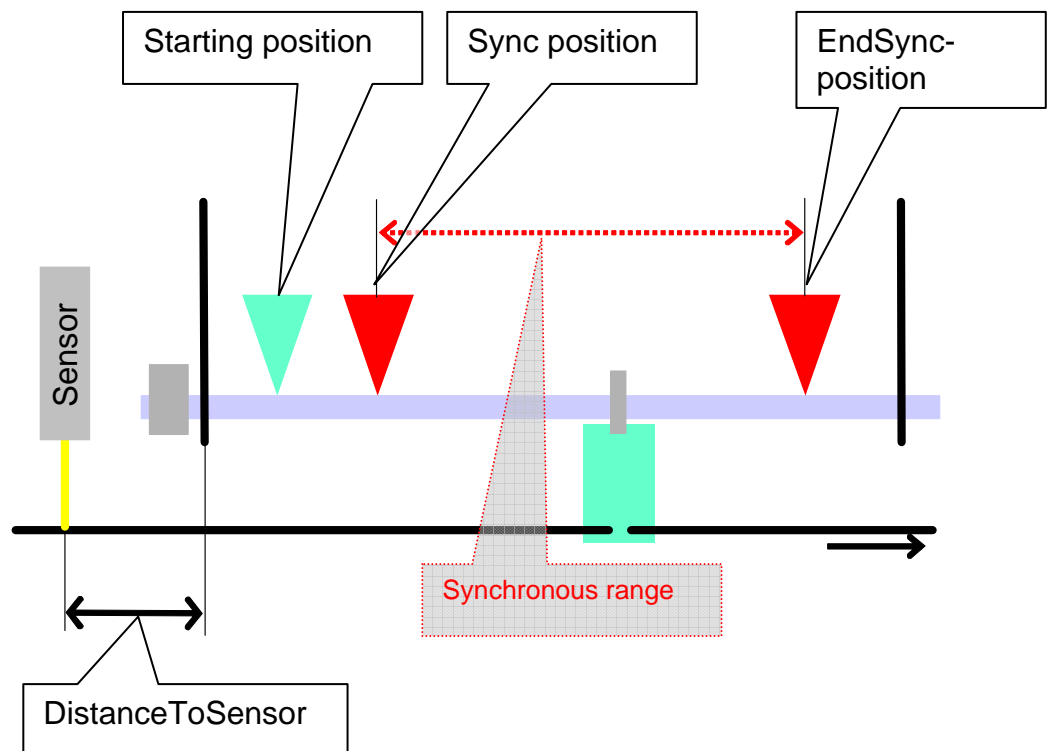 Starting position
Sync position
EndSync-
position
Sensor
Synchronous range
DistanceToSensor